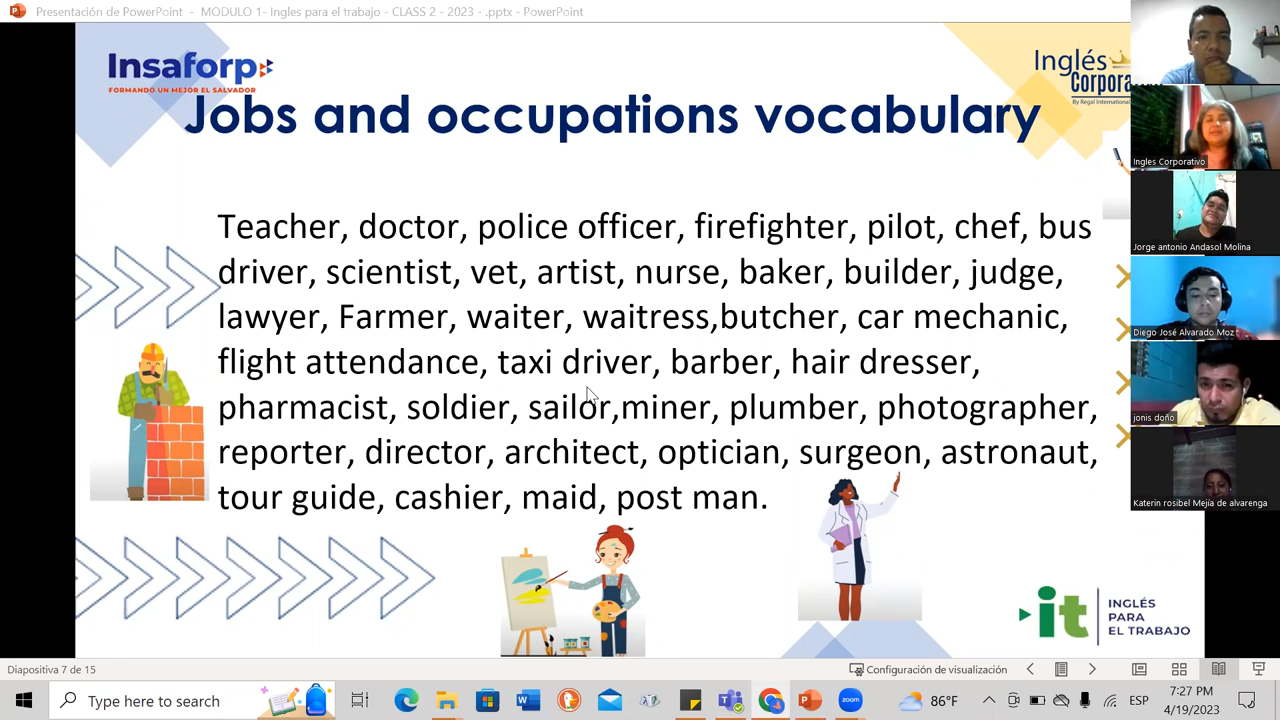 Presentación de PowerPoint - MODULO 1- Ingles para el trabajo - CLASS 2 - 2023 - .pptx - PowerPoint
Insaforp
FORMANDO UN MEJOR EL SALVADOR
Inglés
Corpora
By Regal International
Jobs and occupations vocabulary
Teacher, doctor, police officer, firefighter, pilot, chef, bus
driver, scientist, vet, artist, nurse, baker, builder, judge,
lawyer, Farmer, waiter, waitress,butcher, car mechanic,
flight attendance, taxi driver, barber, hair dresser,
pharmacist, soldier, sailor,miner, plumber, photographer,
reporter, director, architect, optician, surgeon, astronaut,
tour guide, cashier, maid, post man.
Ingles Corporativo
Jorge antonio Andasol Molina
Diego José Alvarado Moz
jonis doño
Katerin rosibel Mejía de alvarenga
it
INGLÉS
PARA
EL TRABAJO
Diapositiva 7 de 15
Configuración de visualización
Type here to search
86°F
ESP
7:27 PM
4/19/2023